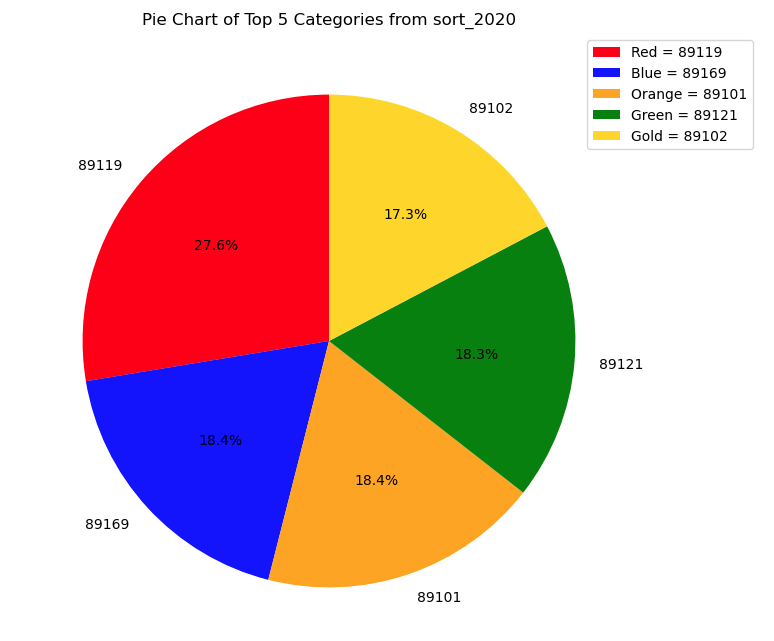 Pie Chart of Top 5 Categories from sort_2020
Red = 89119
Blue = 89169
Orange = 89101
Green = 89121
Gold = 89102
89102
89119
17.3%
27.6%
18.3%
89121
18.4%
18.4%
89169
89101